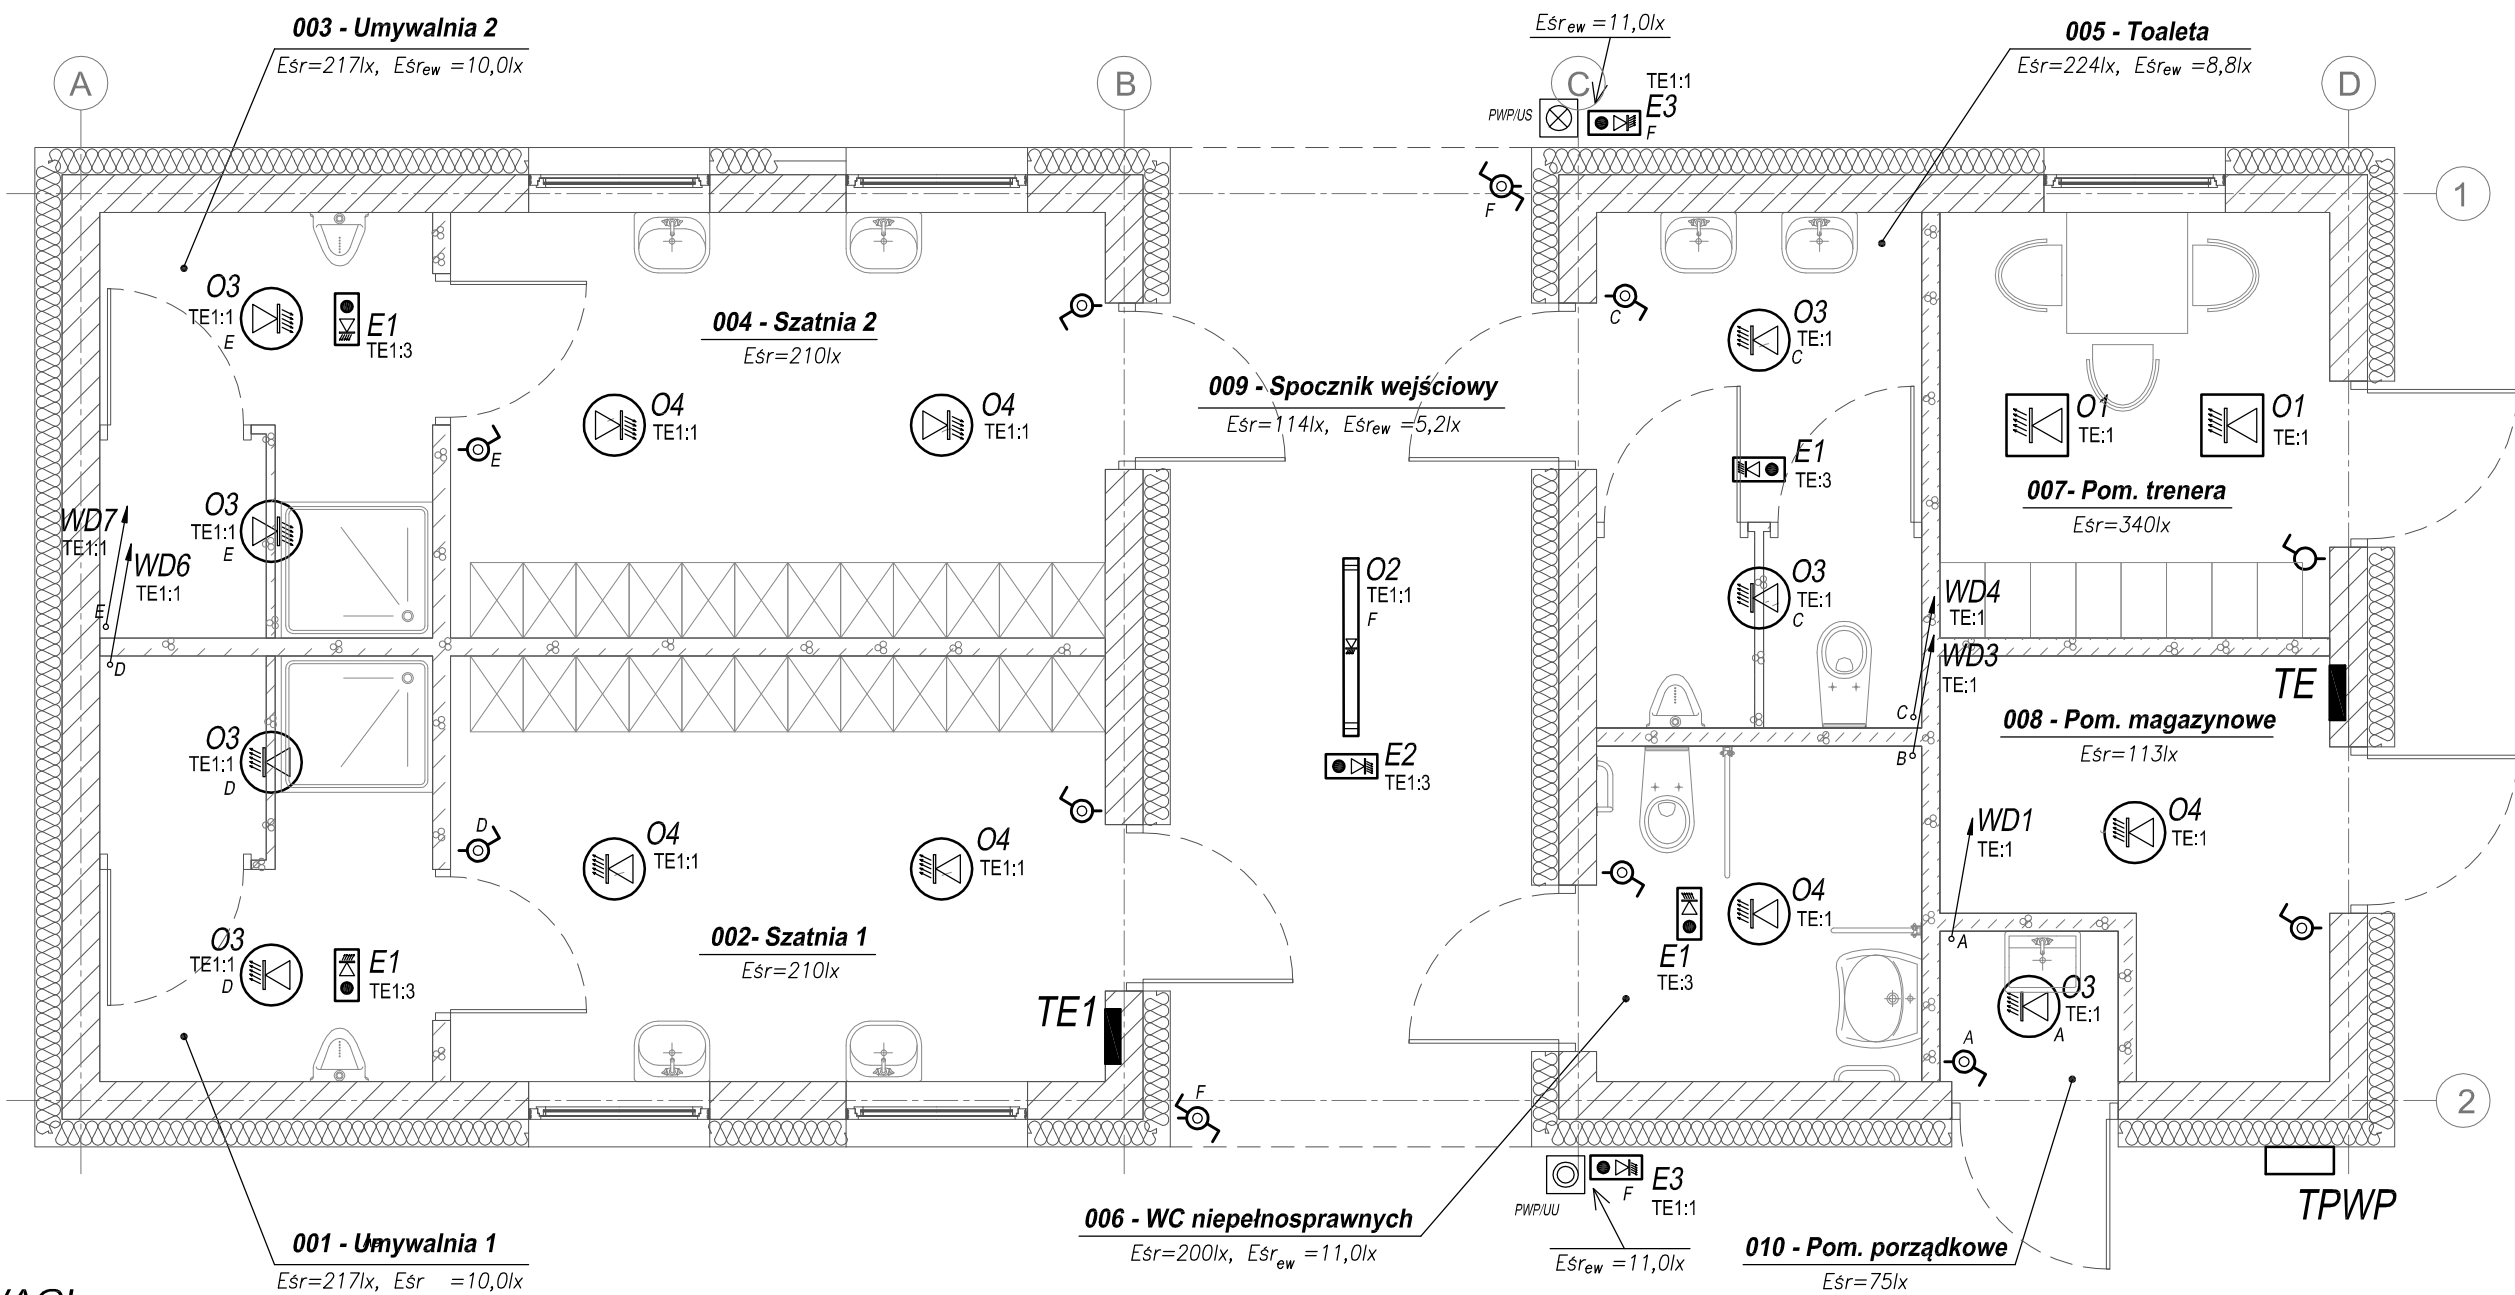 003 - Umywalnia 2
Eśr=217lx, Eśrew =10,0lx
Eśrew =11,0lx
005 - Toaleta
Eśr=224lx, Eśrew =8,8lx
A
B
C
D
TE1:1
PWP/US
E3
F
1
F
O3
TE1:1
E
E1
TE1:3
004 - Szatnia 2
Eśr=210lx
C
O3
TE:1
C
009 - Spocznik wejściowy
Eśr=114lx, Eśrew =5,2lx
O4
TE1:1
O4
TE1:1
O1
TE:1
O1
TE:1
E
E1
TE:3
007- Pom. trenera
Eśr=340lx
O3
TE1:1
E
WD7
TE1:1
WD6
TE1:1
E
D
O2
TE1:1
F
O3
TE:1
C
WD4
TE:1
WD3
TE:1
C
B
TE
008 - Pom. magazynowe
Eśr=113lx
O3
TE1:1
D
E2
TE1:3
D
O4
TE1:1
O4
TE1:1
WD1
TE:1
A
O4
TE:1
O4
TE:1
E1
TE:3
002- Szatnia 1
Eśr=210lx
O3
TE1:1
D
E1
TE1:3
TE1
O3
TE:1
A
A
F
2
E3
F
TE1:1
PWP/UU
TPWP
006 - WC niepełnosprawnych
Eśr=200lx, Eśrew =11,0lx
Eśrew =11,0lx
001 - Umywalnia 1
Eśr=217lx, Eśr =10,0lx
010 - Pom. porządkowe
Eśr=75lx